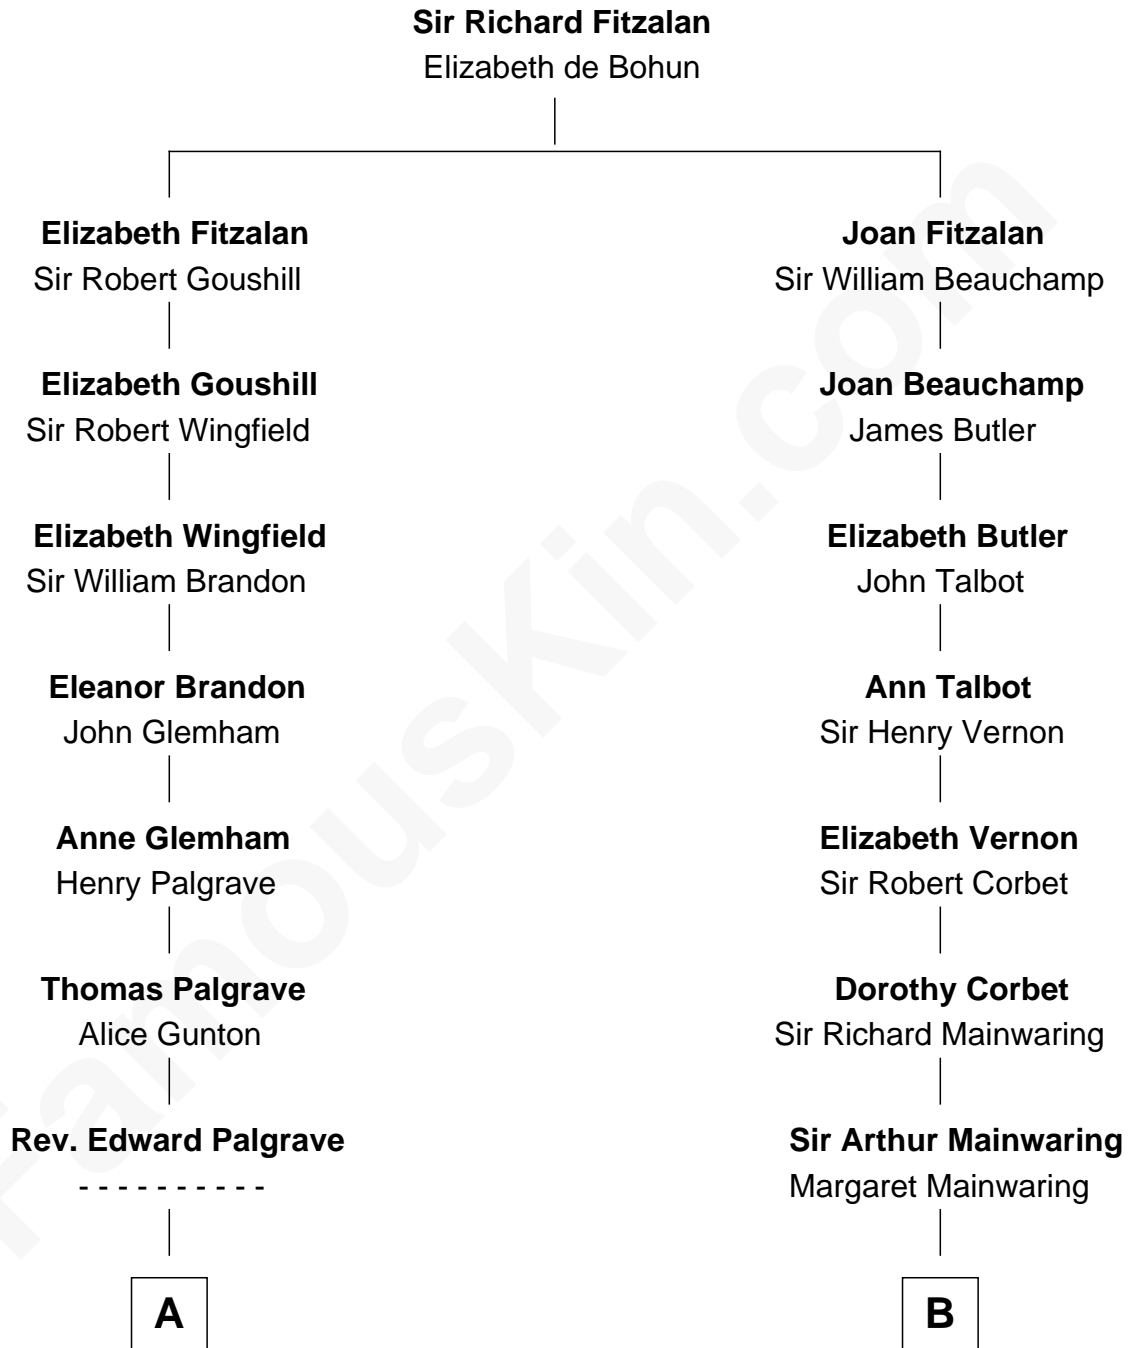 Sir Richard Fitzalan
Elizabeth de Bohun
Elizabeth Fitzalan
Sir Robert Goushill
Elizabeth Goushill
Sir Robert Wingfield
Elizabeth Wingfield
Sir William Brandon
Eleanor Brandon
John Glemham
Anne Glemham
Henry Palgrave
Thomas Palgrave
Alice Gunton
Rev. Edward Palgrave
- - - - - - - - - -
A
Joan Fitzalan
Sir William Beauchamp
Joan Beauchamp
James Butler
Elizabeth Butler
John Talbot
Ann Talbot
Sir Henry Vernon
Elizabeth Vernon
Sir Robert Corbet
Dorothy Corbet
Sir Richard Mainwaring
Sir Arthur Mainwaring
Margaret Mainwaring
B
FamousKin.com